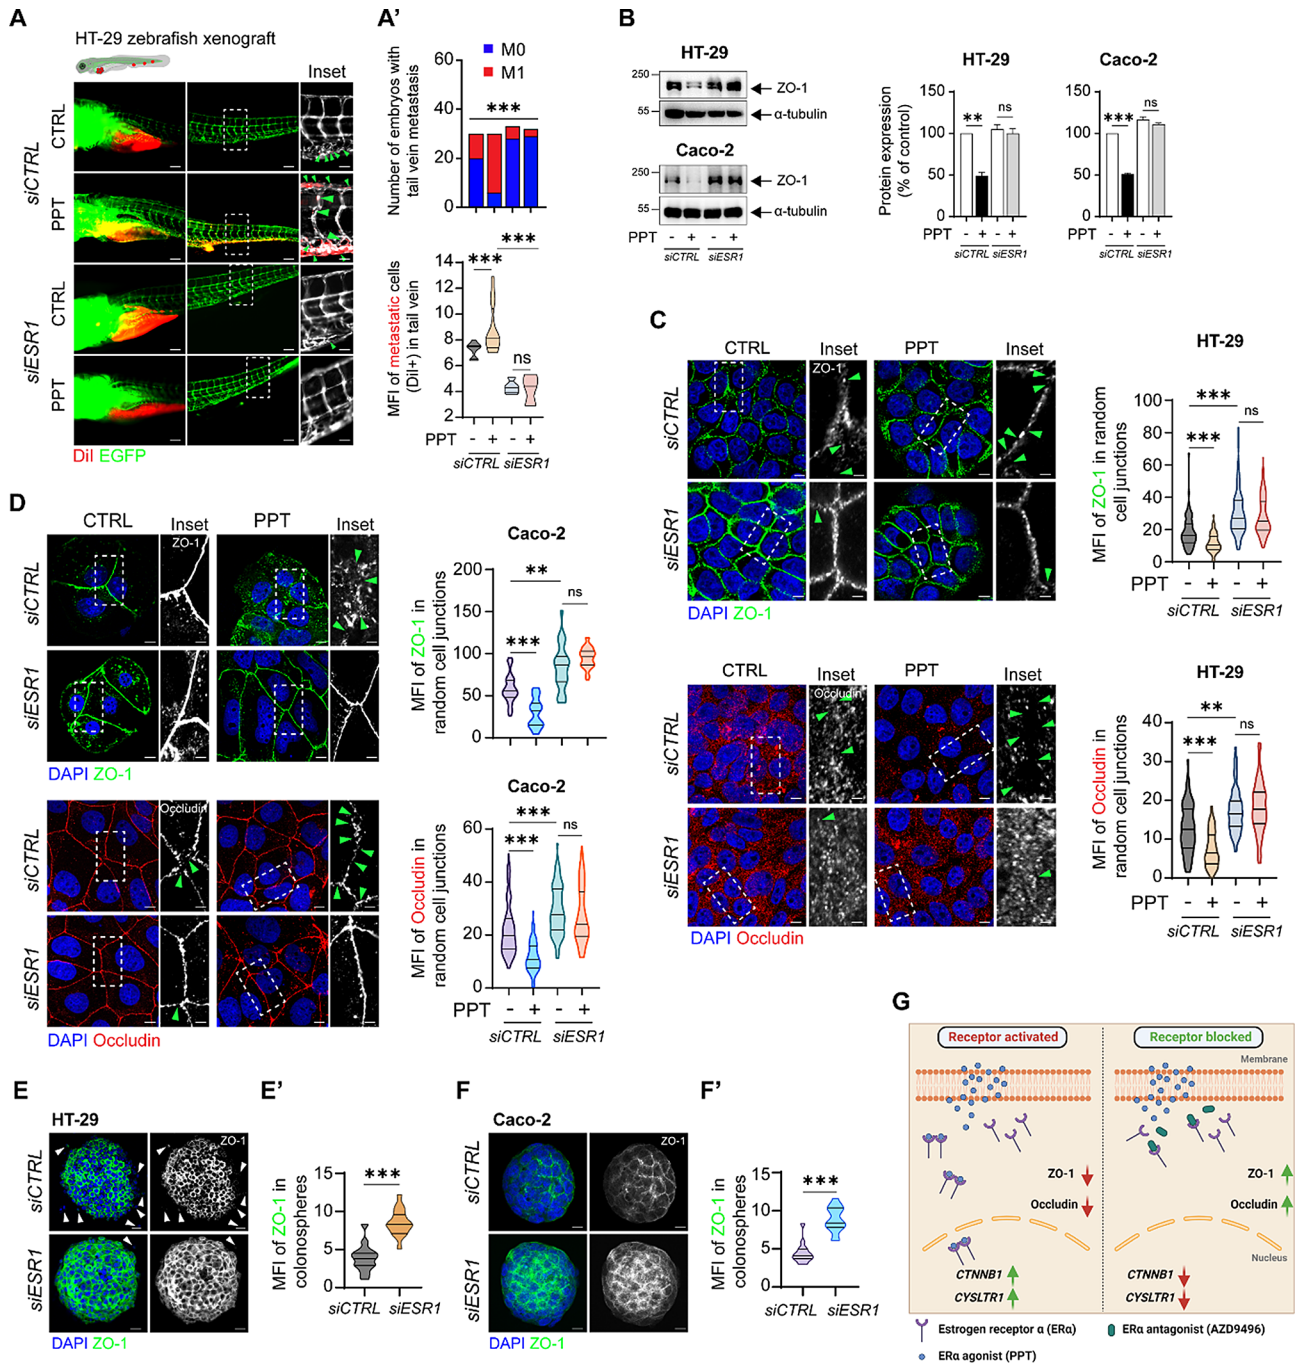 A
HT-29 zebrafish xenograft
Inset
siCTRL
CTRL
PPT
siESR1
CTRL
PPT
DiI EGFP
A’
M0
M1
Number of embryos with
tail vein metastasis
60
40
20
0
***
MFI of metastatic cells
(DiI+) in tail vein
14
12
10
8
6
4
2
***
***
ns
PPT - + - +
siCTRL siESR1
B
HT-29
250
ZO-1
55
α-tubulin
Caco-2
250
ZO-1
55
α-tubulin
PPT - + - +
siCTRL siESR1
HT-29
Protein expression
(% of control)
150
100
50
0
**
ns
PPT - + - +
siCTRL siESR1
Caco-2
150
100
50
0
***
ns
PPT - + - +
siCTRL siESR1
C
CTRL Inset PPT Inset
ZO-1
siCTRL
siESR1
DAPI ZO-1
HT-29
MFI of ZO-1 in random
cell junctions
100
80
60
40
20
0
***
***
ns
PPT - + - +
siCTRL siESR1
CTRL Inset PPT Inset
Occludin
siCTRL
siESR1
DAPI Occludin
HT-29
MFI of Occludin in
random cell junctions
40
30
20
10
0
**
***
ns
PPT - + - +
siCTRL siESR1
D
CTRL Inset PPT Inset
ZO-1
siCTRL
siESR1
DAPI ZO-1
Caco-2
MFI of ZO-1 in
random cell junctions
200
150
100
50
0
**
***
ns
Occludin
siCTRL
siESR1
DAPI Occludin
Caco-2
MFI of Occludin in
random cell junctions
60
40
20
0
***
***
ns
PPT - + - +
siCTRL siESR1
E
HT-29
ZO-1
siCTRL
siESR1
DAPI ZO-1
E’
MFI of ZO-1 in
colonospheres
15
10
5
0
***
siCTRL siESR1
F
Caco-2
ZO-1
siCTRL
siESR1
DAPI ZO-1
F’
MFI of ZO-1 in
colonospheres
15
10
5
0
***
siCTRL siESR1
G
Receptor activated
Receptor blocked
Membrane
ZO-1
Occludin
ZO-1
Occludin
Nucleus
CTNNB1
CYSLTR1
CTNNB1
CYSLTR1
Estrogen receptor α (ERα)
ERα antagonist (AZD9496)
ERα agonist (PPT)